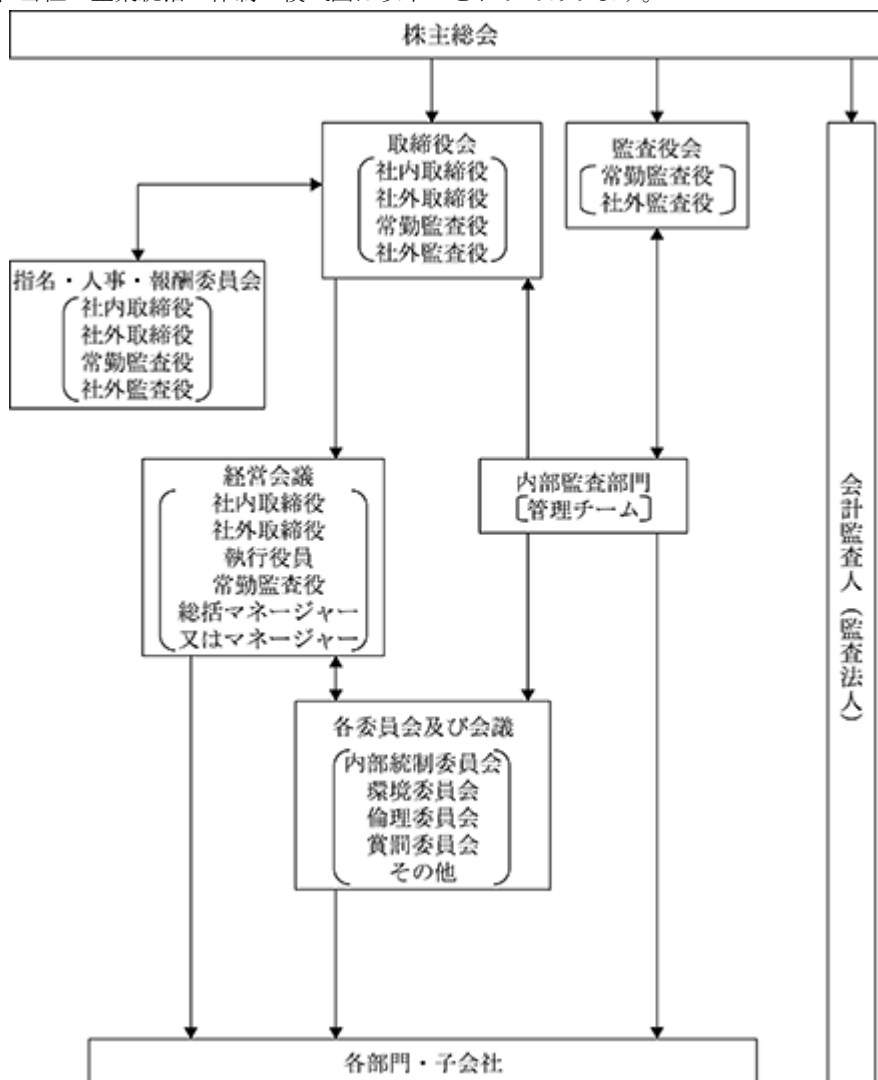 株主総会
取締役会
社内取締役
社外取締役
常勤監査役
社外監査役
監査役会
常勤監査役
社外監査役
指名・人事・報酬委員会
社内取締役
社外取締役
常勤監査役
社外監査役
経営会議
社内取締役
社外取締役
執行役員
常勤監査役
総括マネージャー
又はマネージャー
内部監査部門
[管理チーム]
会計監査人(監査法人)
各委員会及び会議
内部統制委員会
環境委員会
倫理委員会
賞罰委員会
その他
各部門・子会社